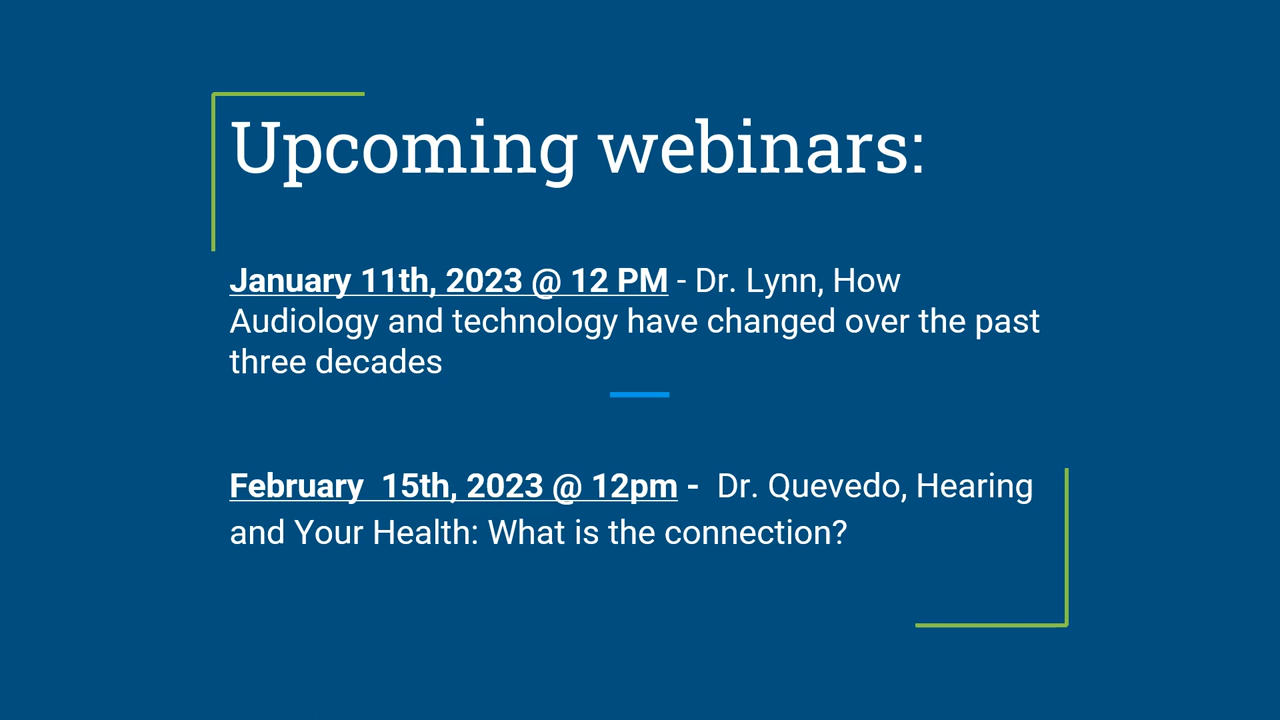 Upcoming webinars:
January 11th, 2023 @ 12 PM - Dr. Lynn, How
Audiology and technology have changed over the past
three decades
February  15th, 2023 @ 12pm -  Dr. Quevedo, Hearing
and Your Health: What is the connection?